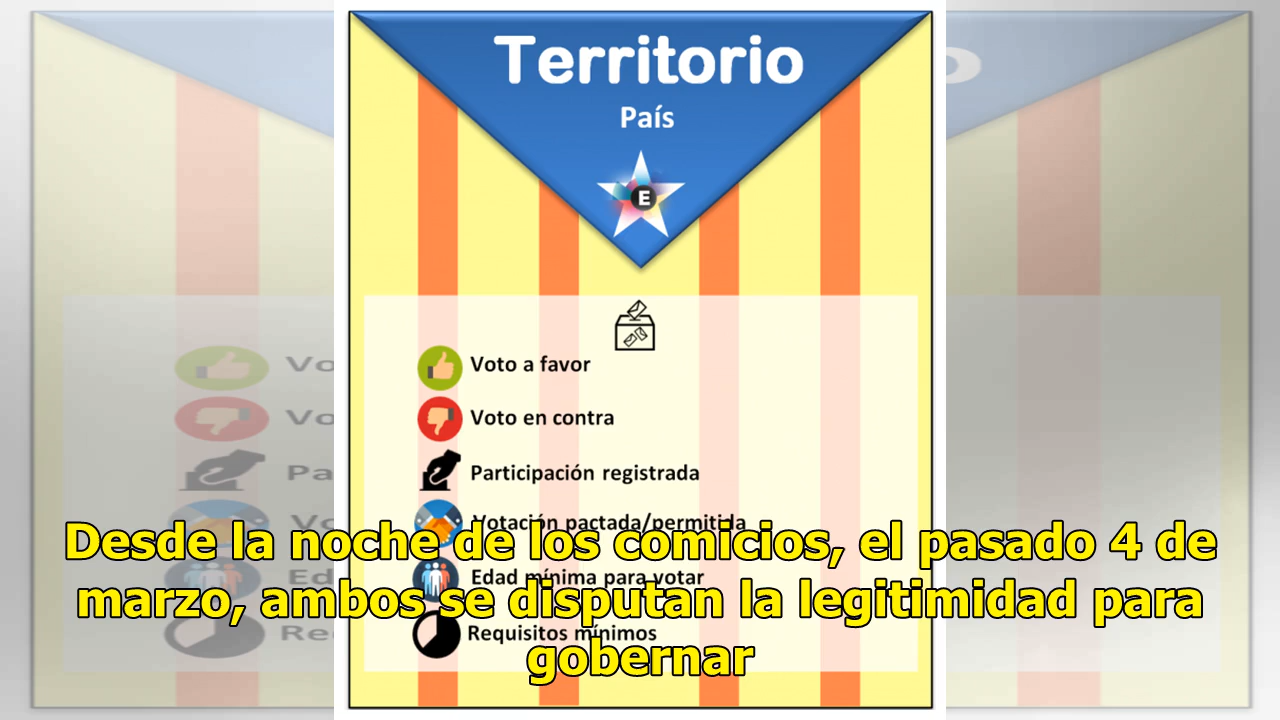 Territorio
País
E
Voto a favor
Voto en contra
Participación registrada
Votación pactada/permitida
Edad mínima para votar
Requisitos mínimos
Desde la noche de los comicios, el pasado 4 de
marzo, ambos se disputan la legitimidad para
gobernar